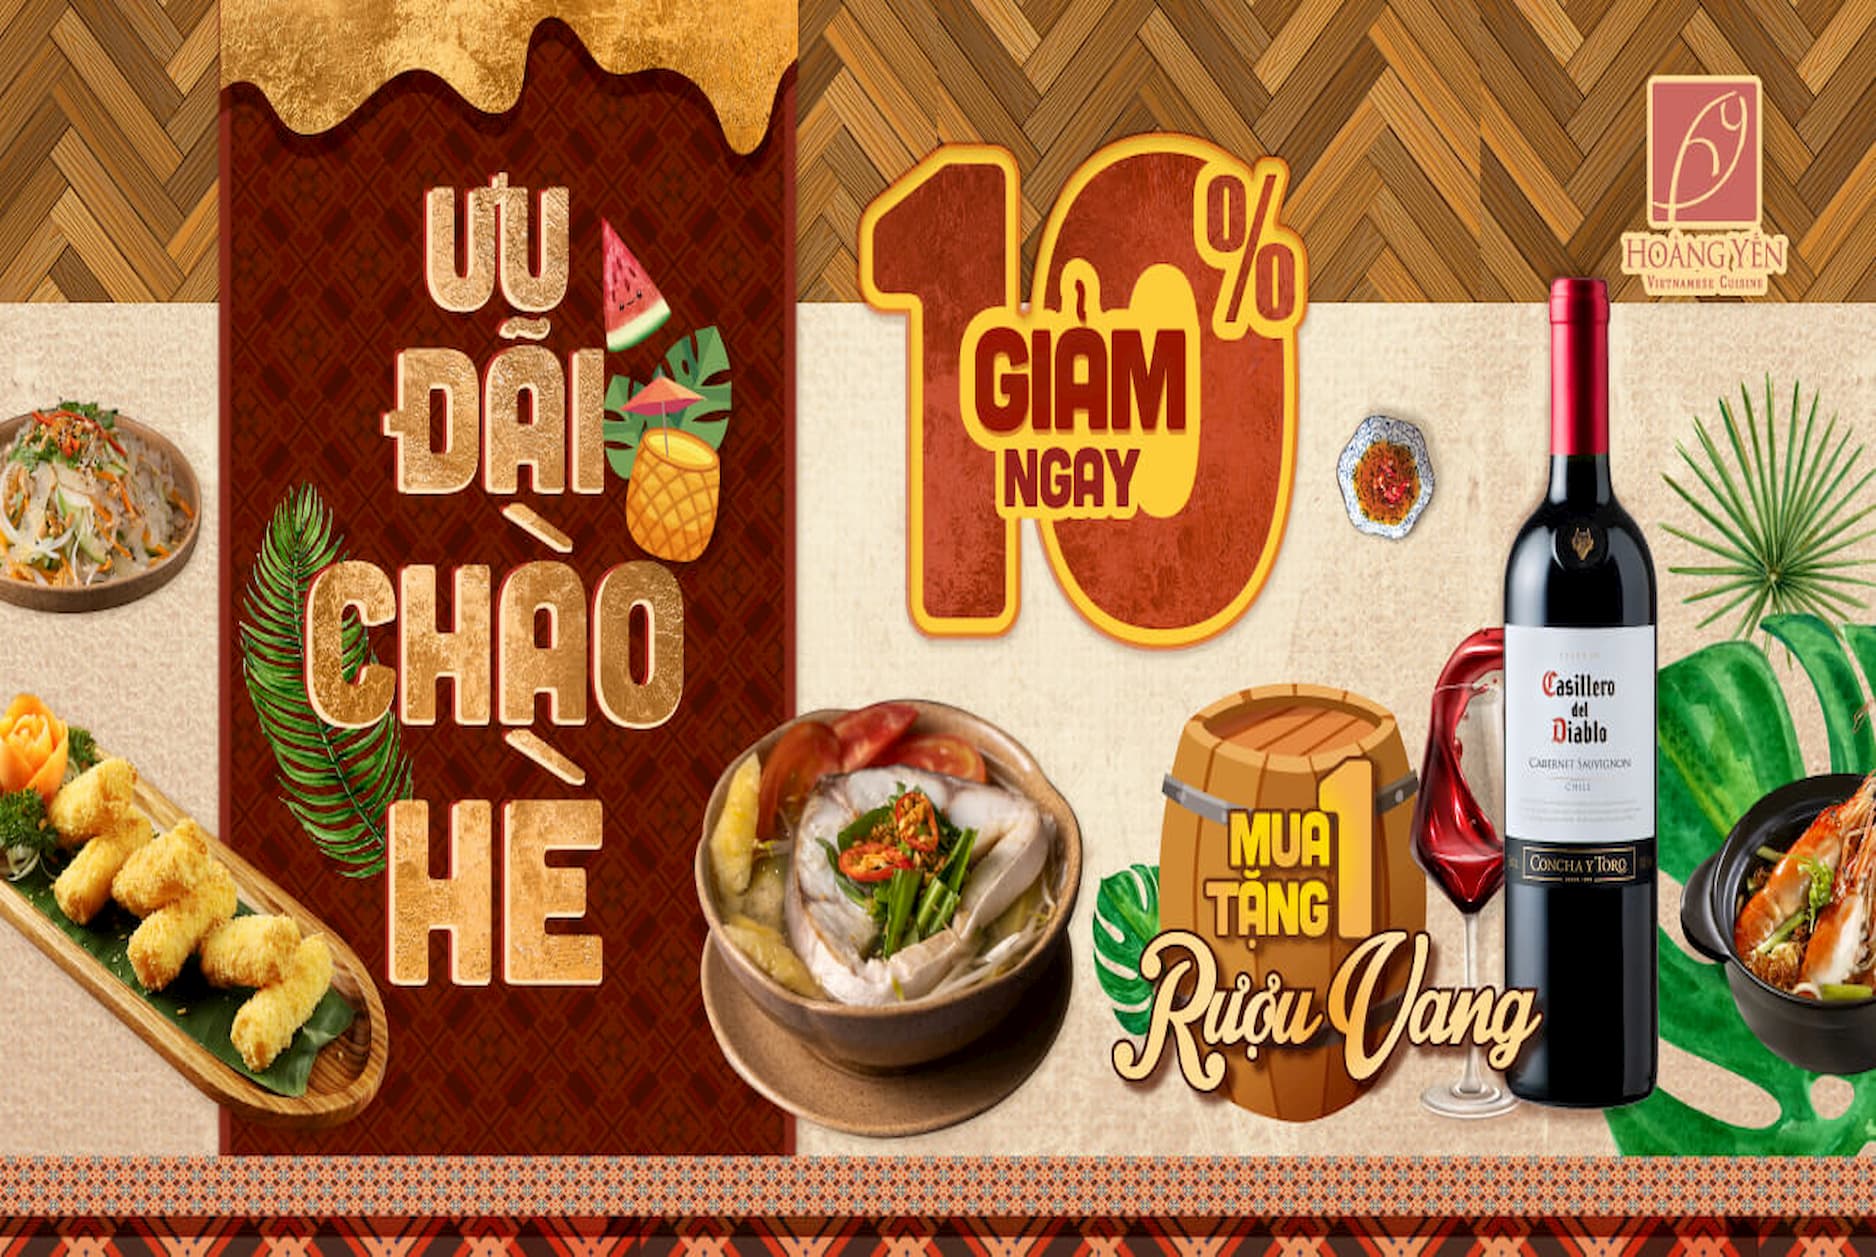 ƯU
ĐÃI
CHÀO
HÈ
10%
GIẢM
NGAY
HOÀNG YẾN
VIETNAMESE CUISINE
MUA 1
TẶNG 1
Rượu Vang
Casillero
del
Diablo
CABERNET SAUVIGNON
CHILE
CONCHA Y TORO